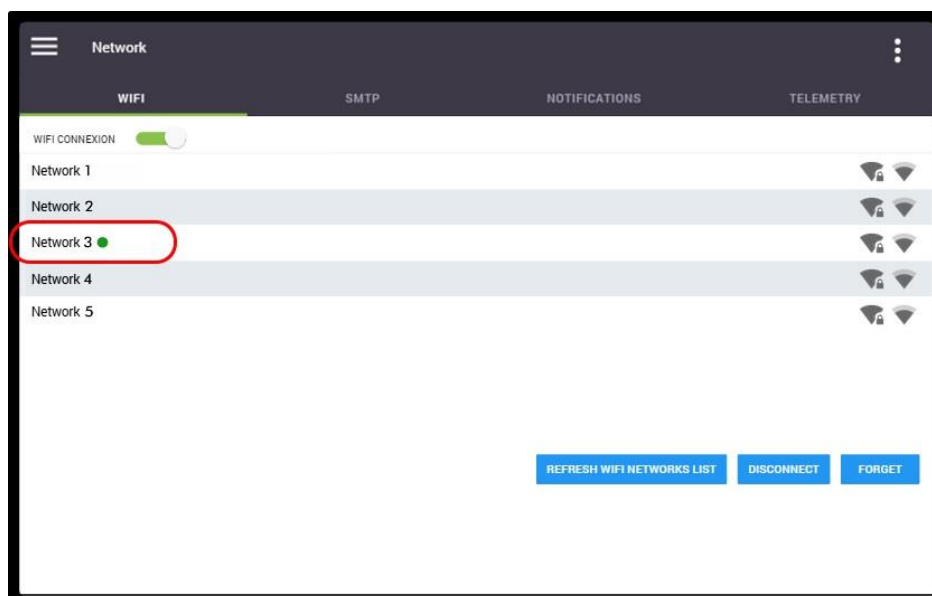 Network
WIFI SMTP NOTIFICATIONS TELEMETRY
WIFI CONNEXION
Network 1
Network 2
Network 3
Network 4
Network 5
REFRESH WIFI NETWORKS LIST DISCONNECT FORGET